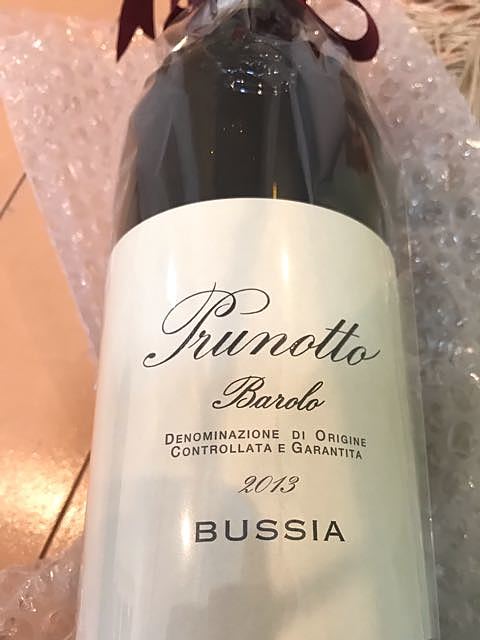 Prunotto
Barolo
DENOMINAZIONE DI ORIGINE
CONTROLLATA E GARANTITA
2013
BUSSIA